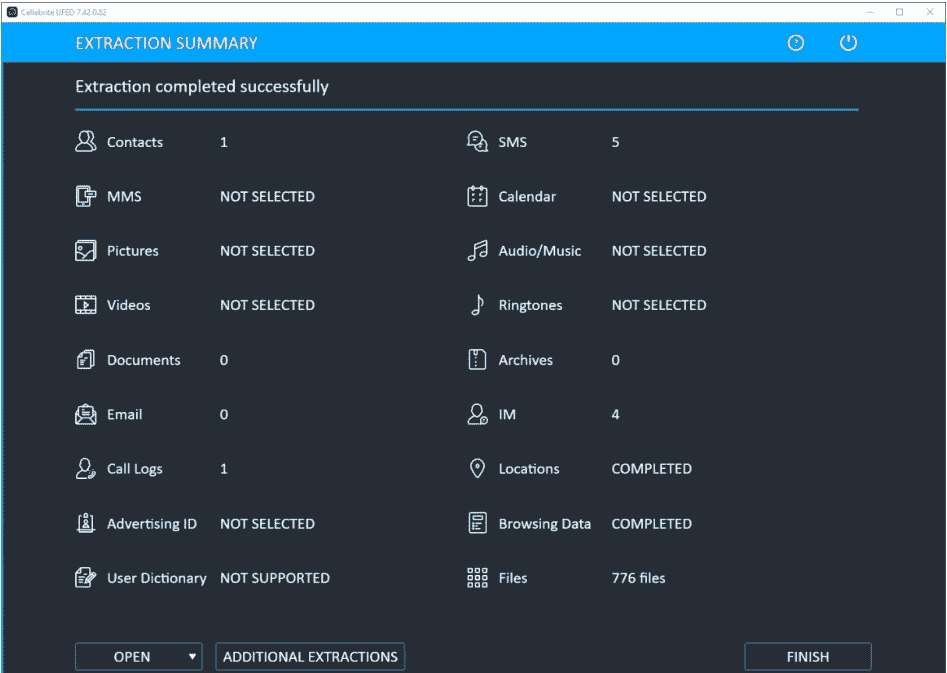 Cellebrite UFED 7.42.0.82
EXTRACTION SUMMARY
Extraction completed successfully
Contacts 1 SMS 5
MMS NOT SELECTED Calendar NOT SELECTED
Pictures NOT SELECTED Audio/Music NOT SELECTED
Videos NOT SELECTED Ringtones NOT SELECTED
Documents 0 Archives 0
Email 0 IM 4
Call Logs 1 Locations COMPLETED
Advertising ID NOT SELECTED Browsing Data COMPLETED
User Dictionary NOT SUPPORTED Files 776 files
OPEN ADDITIONAL EXTRACTIONS FINISH